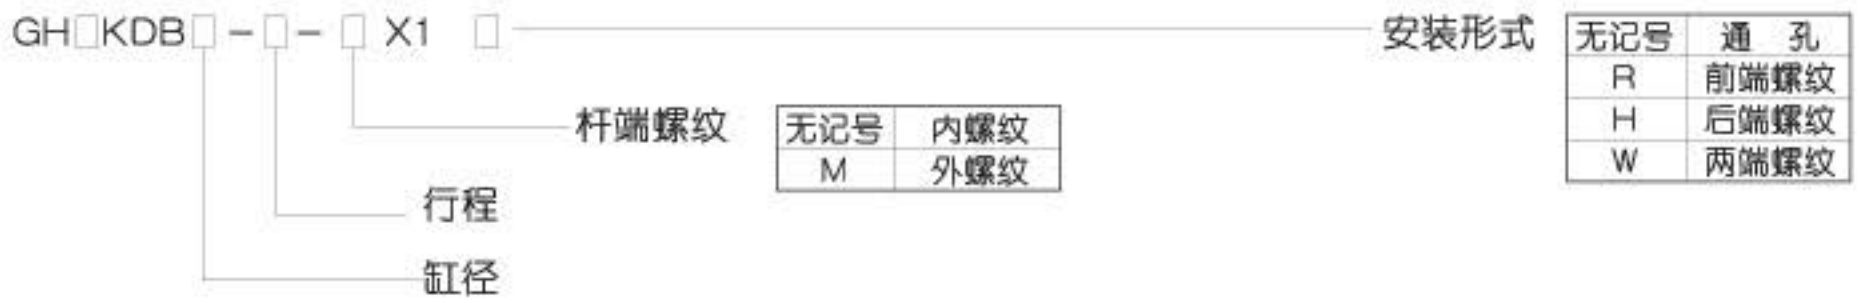 GH□KDB□-□-□ X1 □
安装形式
无记号 通 孔
R 前端螺纹
H 后端螺纹
W 两端螺纹
杆端螺纹
无记号 内螺纹
M 外螺纹
行程
缸径